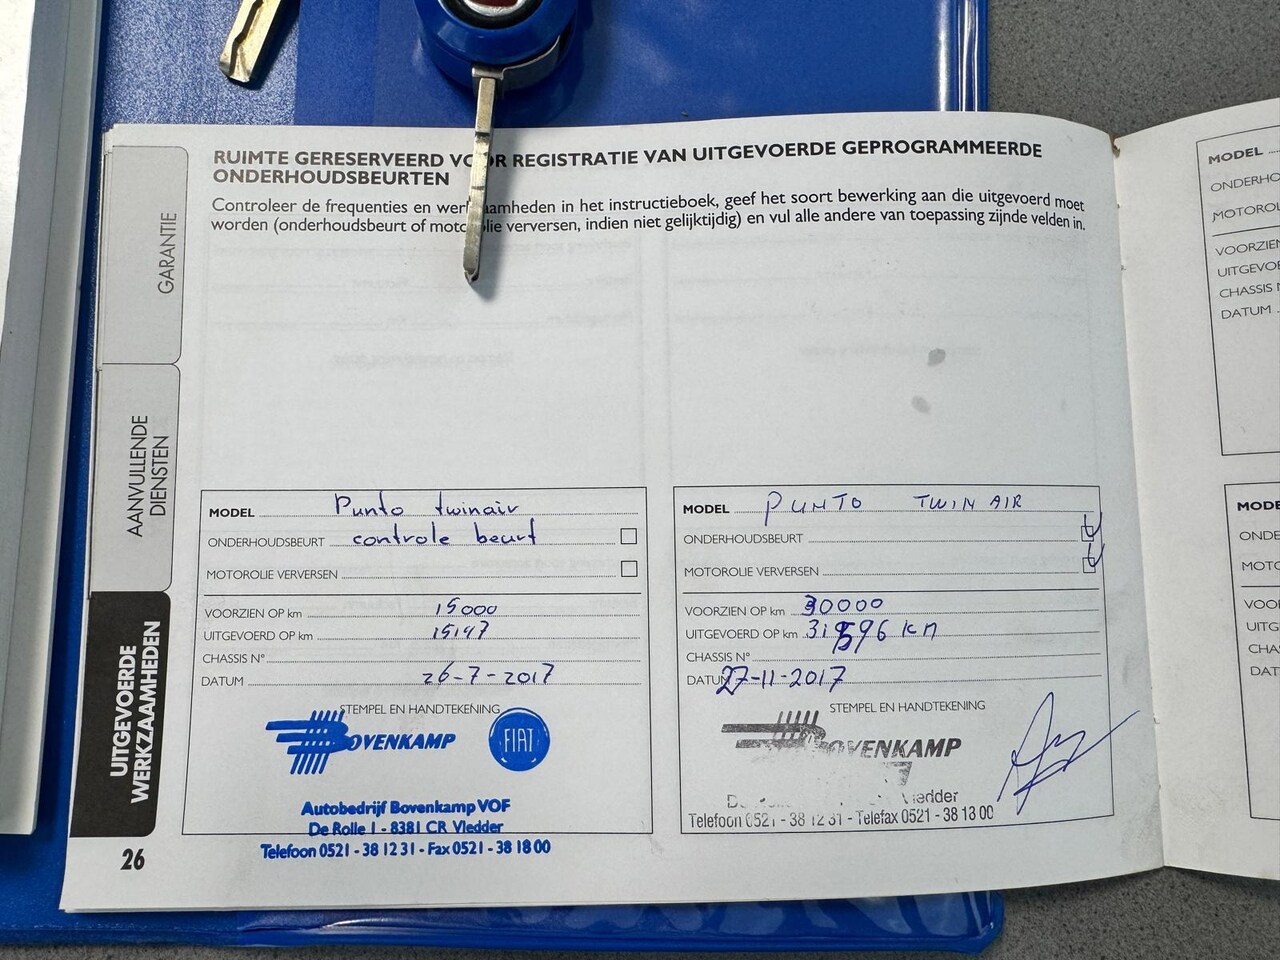 RUIMTE GERESERVEERD VOOR REGISTRATIE VAN UITGEVOERDE GEPROGRAMMEERDE
ONDERHOUDSBEURTEN
Controleer de frequenties en werkzaamheden in het instructieboek, geef het soort bewerking aan die uitgevoerd moet
worden (onderhoudsbeurt of motorolie verversen, indien niet gelijktijdig) en vul alle andere van toepassing zijnde velden in.
GARANTIE
AANVULLENDE
DIENSTEN
UITGEVOERDE
WERKZAAMHEDEN
26
MODEL Punto twinair
ONDERHOUDSBEURT controle beurt
MOTOROLIE VERVERSEN
VOORZIEN OP km 15000
UITGEVOERD OP km 15147
CHASSIS N°
DATUM 26-7-2017
STEMPEL EN HANDTEKENING
BOVENKAMP FIAT
Autobedrijf Bovenkamp VOF
De Rolle 1 - 8381 CR Vledder
Telefoon 0521 - 38 12 31 - Fax 0521 - 38 18 00
MODEL PUNTO TWIN AIR
ONDERHOUDSBEURT
MOTOROLIE VERVERSEN
VOORZIEN OP km 30000
UITGEVOERD OP km 31596 km
CHASSIS N°
DATUM 27-11-2017
STEMPEL EN HANDTEKENING
BOVENKAMP
Vledder
Telefoon 0521 - 38 12 31 - Telefax 0521 - 38 18 00
MODEL
MOTOROL
VOORZIEN
UITGEVOE
CHASSIS N
DATUM
MODE
ONDE
MOTO
VOO
UITG
CHA
DAT